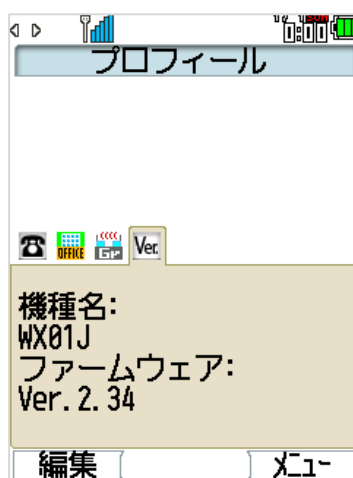 プロフィール
OFFICE
Ver.
機種名:
WX01J
ファームウェア:
Ver.2.34
編集
メニュー